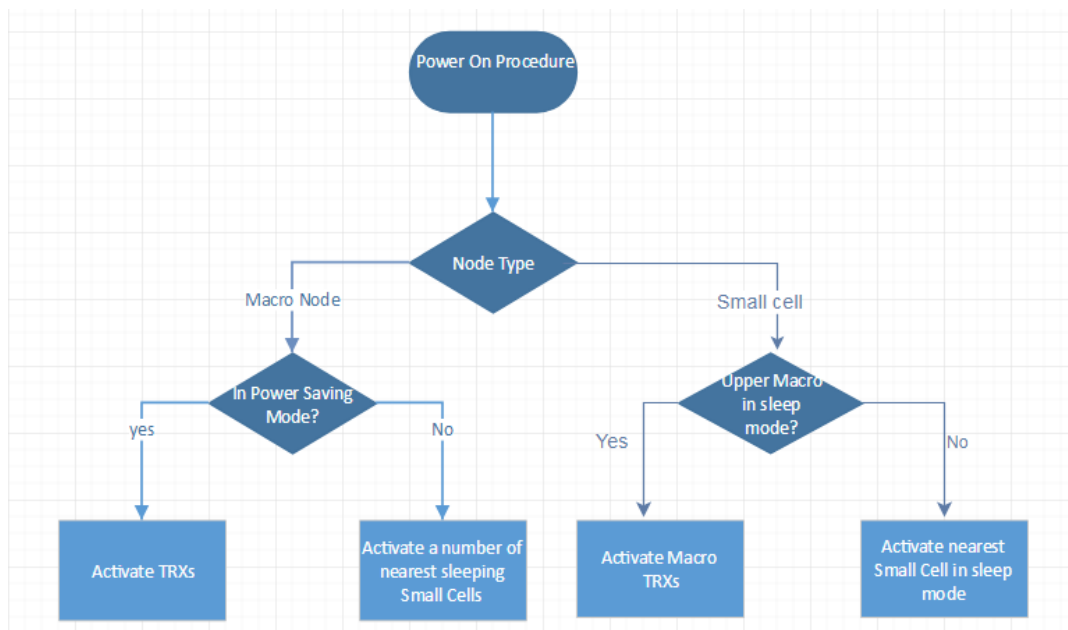 Power On Procedure
Node Type
Macro Node
Small cell
In Power Saving
Mode?
Upper Macro
in sleep
mode?
yes
No
Yes
No
Activate TRXs
Activate a number of
nearest sleeping
Small Cells
Activate Macro
TRXs
Activate nearest
Small Cell in sleep
mode